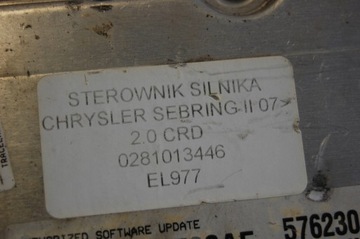 STEROWNIK SILNIKA
CHRYSLER SEBRING II 07>
2.0 CRD
0281013446
EL977
SOFTWARE UPDATE
576230